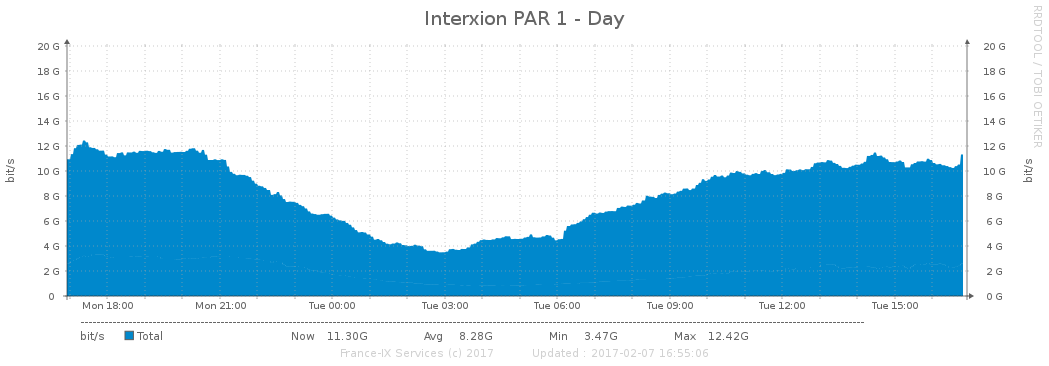 Interxion PAR 1 - Day
RRDTOOL / TOBI OETIKER
20 G 20 G
18 G 18 G
16 G 16 G
14 G 14 G
12 G 12 G
10 G 10 G
8 G 8 G
6 G 6 G
4 G 4 G
2 G 2 G
0 0 G
bit/s
bit/s
Mon 18:00 Mon 21:00 Tue 00:00 Tue 03:00 Tue 06:00 Tue 09:00 Tue 12:00 Tue 15:00
bit/s Total Now 11.30G Avg 8.28G Min 3.47G Max 12.42G
France-IX Services (c) 2017 Updated : 2017-02-07 16:55:06